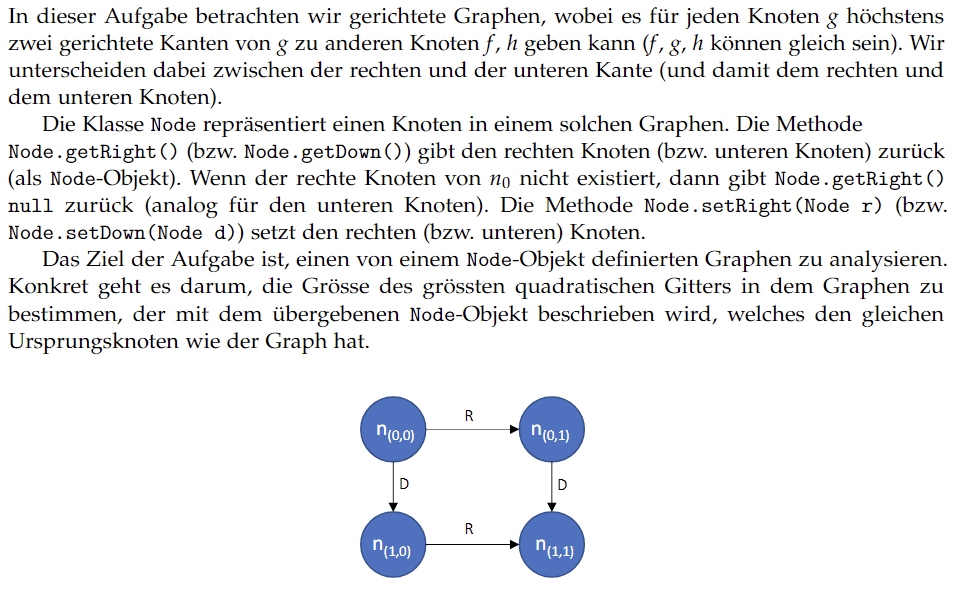 In dieser Aufgabe betrachten wir gerichtete Graphen, wobei es für jeden Knoten g höchstens
zwei gerichtete Kanten von g zu anderen Knoten f, h geben kann (f, g, h können gleich sein). Wir
unterscheiden dabei zwischen der rechten und der unteren Kante (und damit dem rechten und
dem unteren Knoten).
Die Klasse Node repräsentiert einen Knoten in einem solchen Graphen. Die Methode
Node.getRight() (bzw. Node.getDown()) gibt den rechten Knoten (bzw. unteren Knoten) zurück
(als Node-Objekt). Wenn der rechte Knoten von n₀ nicht existiert, dann gibt Node.getRight()
null zurück (analog für den unteren Knoten). Die Methode Node.setRight(Node r) (bzw.
Node.setDown(Node d)) setzt den rechten (bzw. unteren) Knoten.
Das Ziel der Aufgabe ist, einen von einem Node-Objekt definierten Graphen zu analysieren.
Konkret geht es darum, die Grösse des grössten quadratischen Gitters in dem Graphen zu
bestimmen, der mit dem übergebenen Node-Objekt beschrieben wird, welches den gleichen
Ursprungsknoten wie der Graph hat.
n(0,0) R n(0,1)
D D
n(1,0) R n(1,1)